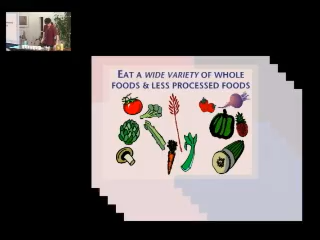 EAT A WIDE VARIETY OF WHOLE
FOODS & LESS PROCESSED FOODS